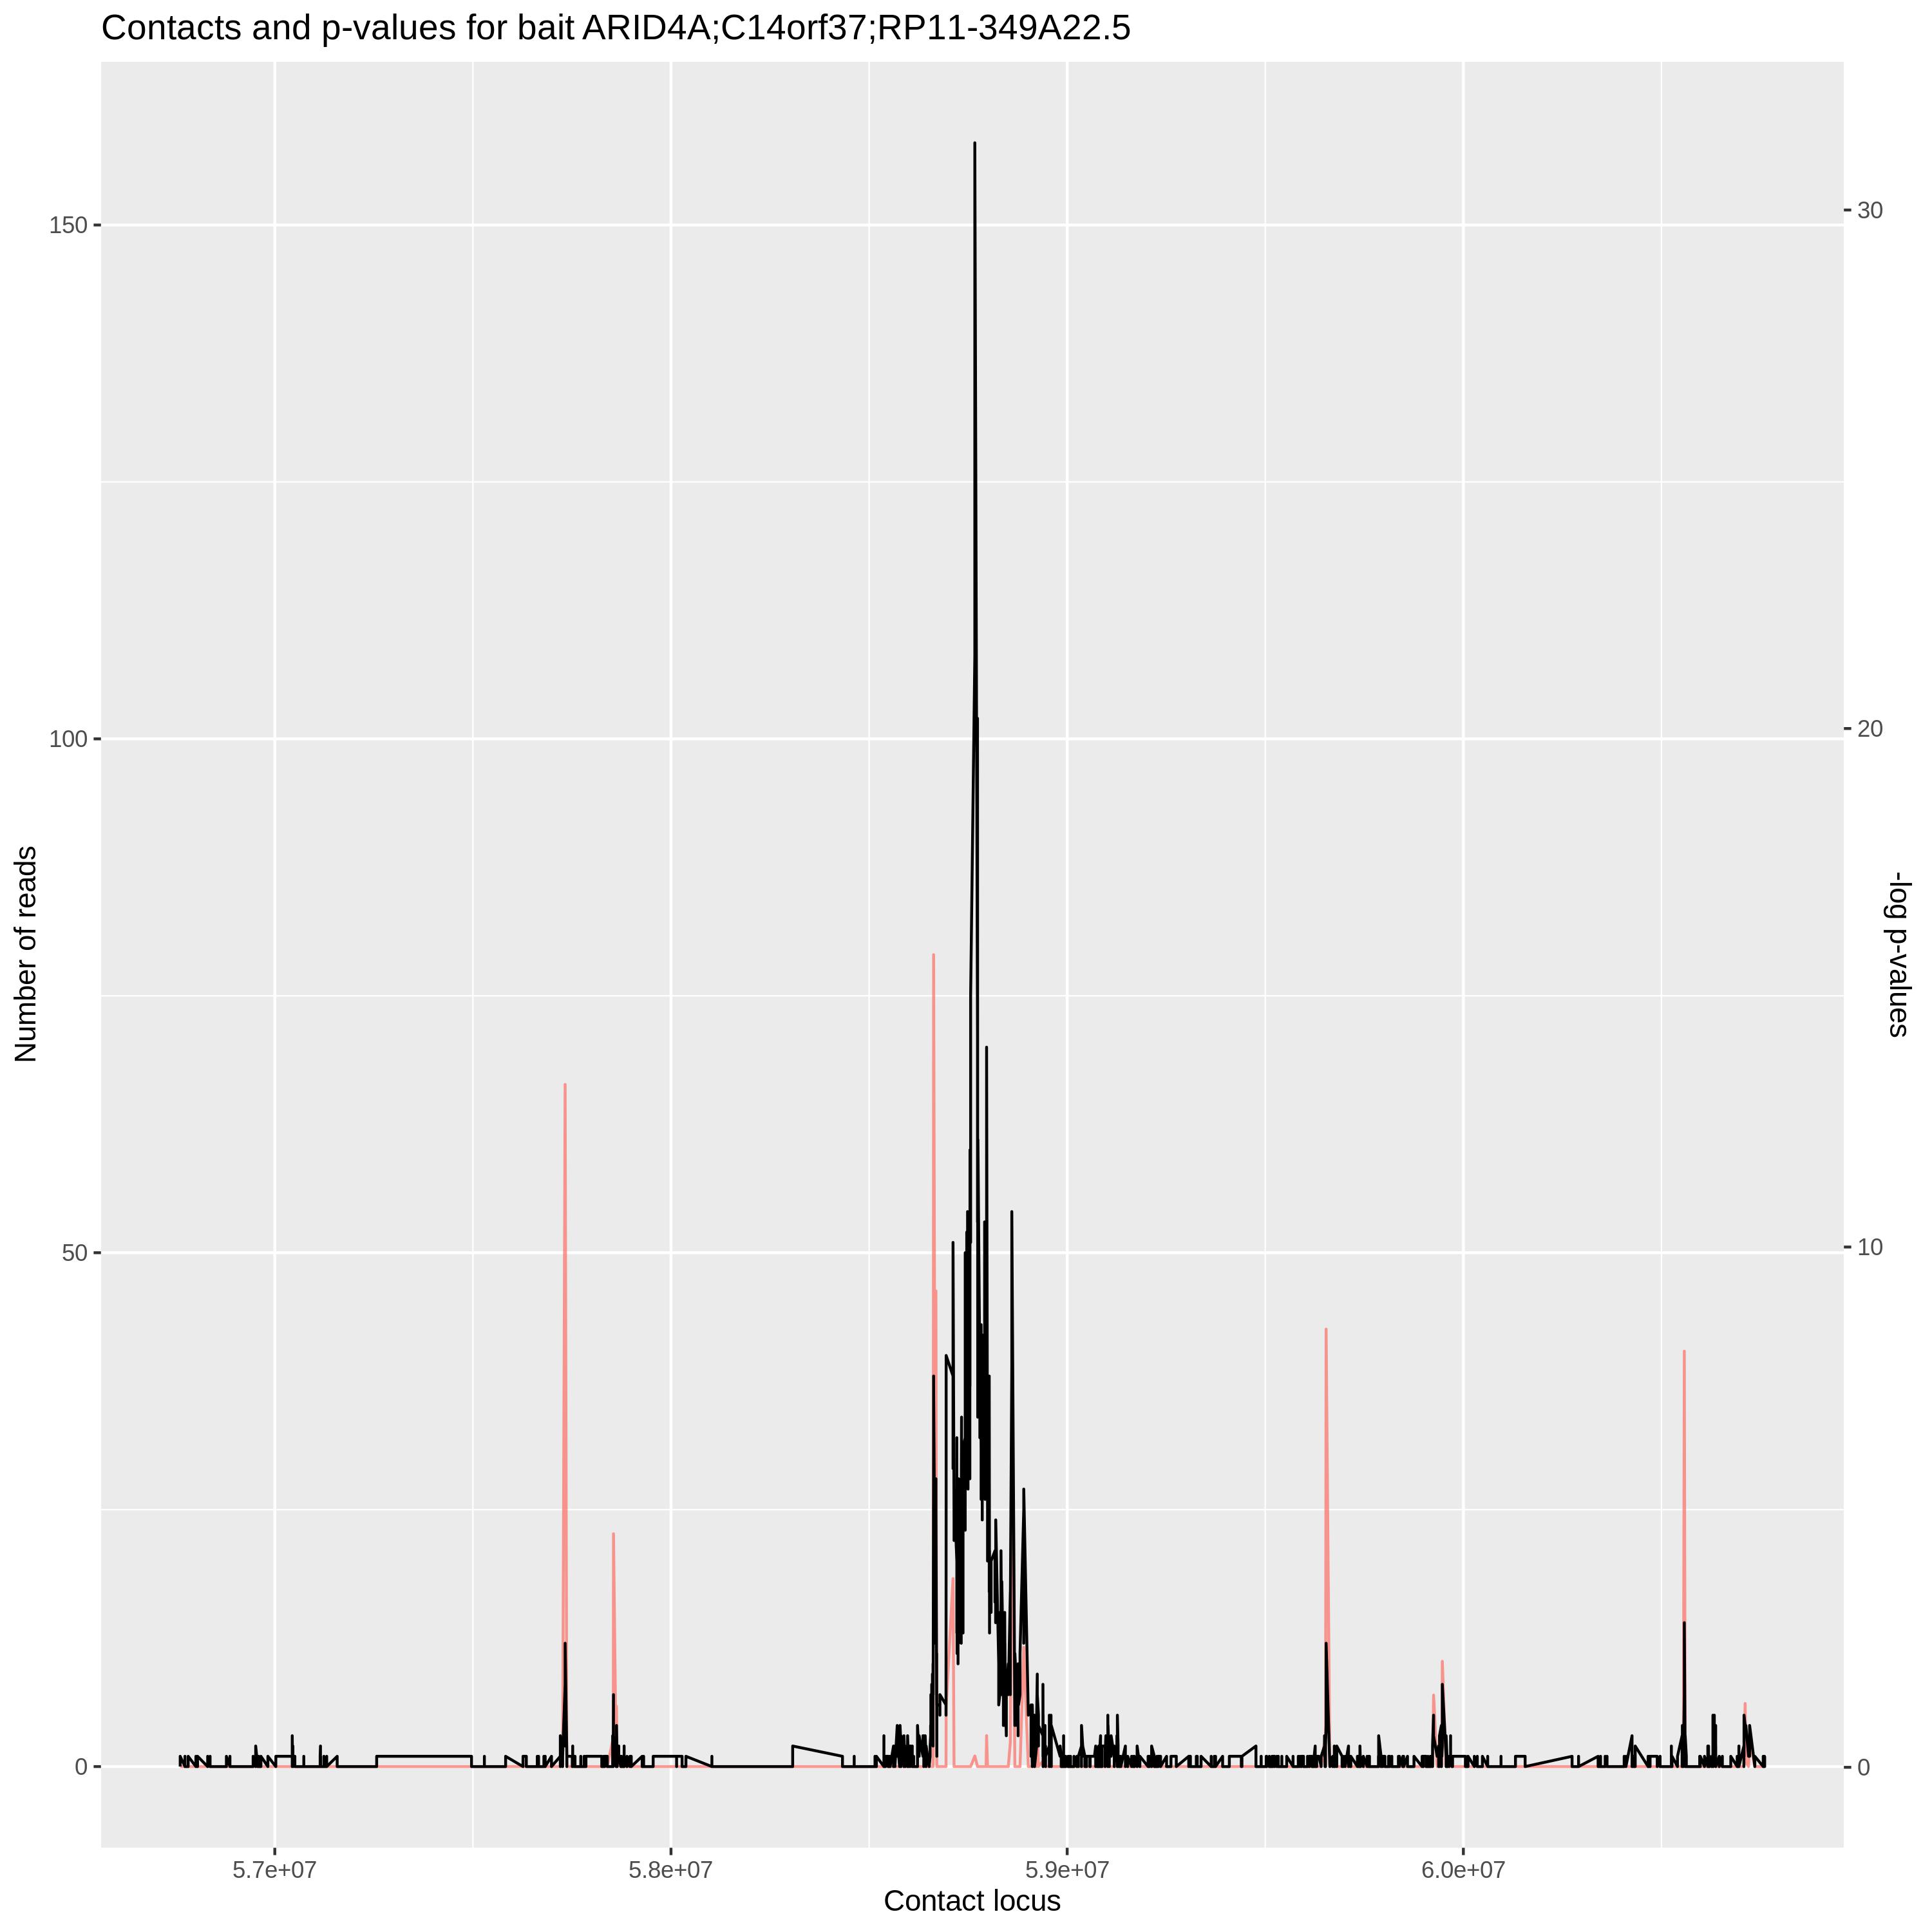 Contacts and p-values for bait ARID4A;C14orf37;RP11-349A22.5
150
100
50
0
Number of reads
30
20
10
0
-log p-values
5.7e+07
5.8e+07
5.9e+07
6.0e+07
Contact locus